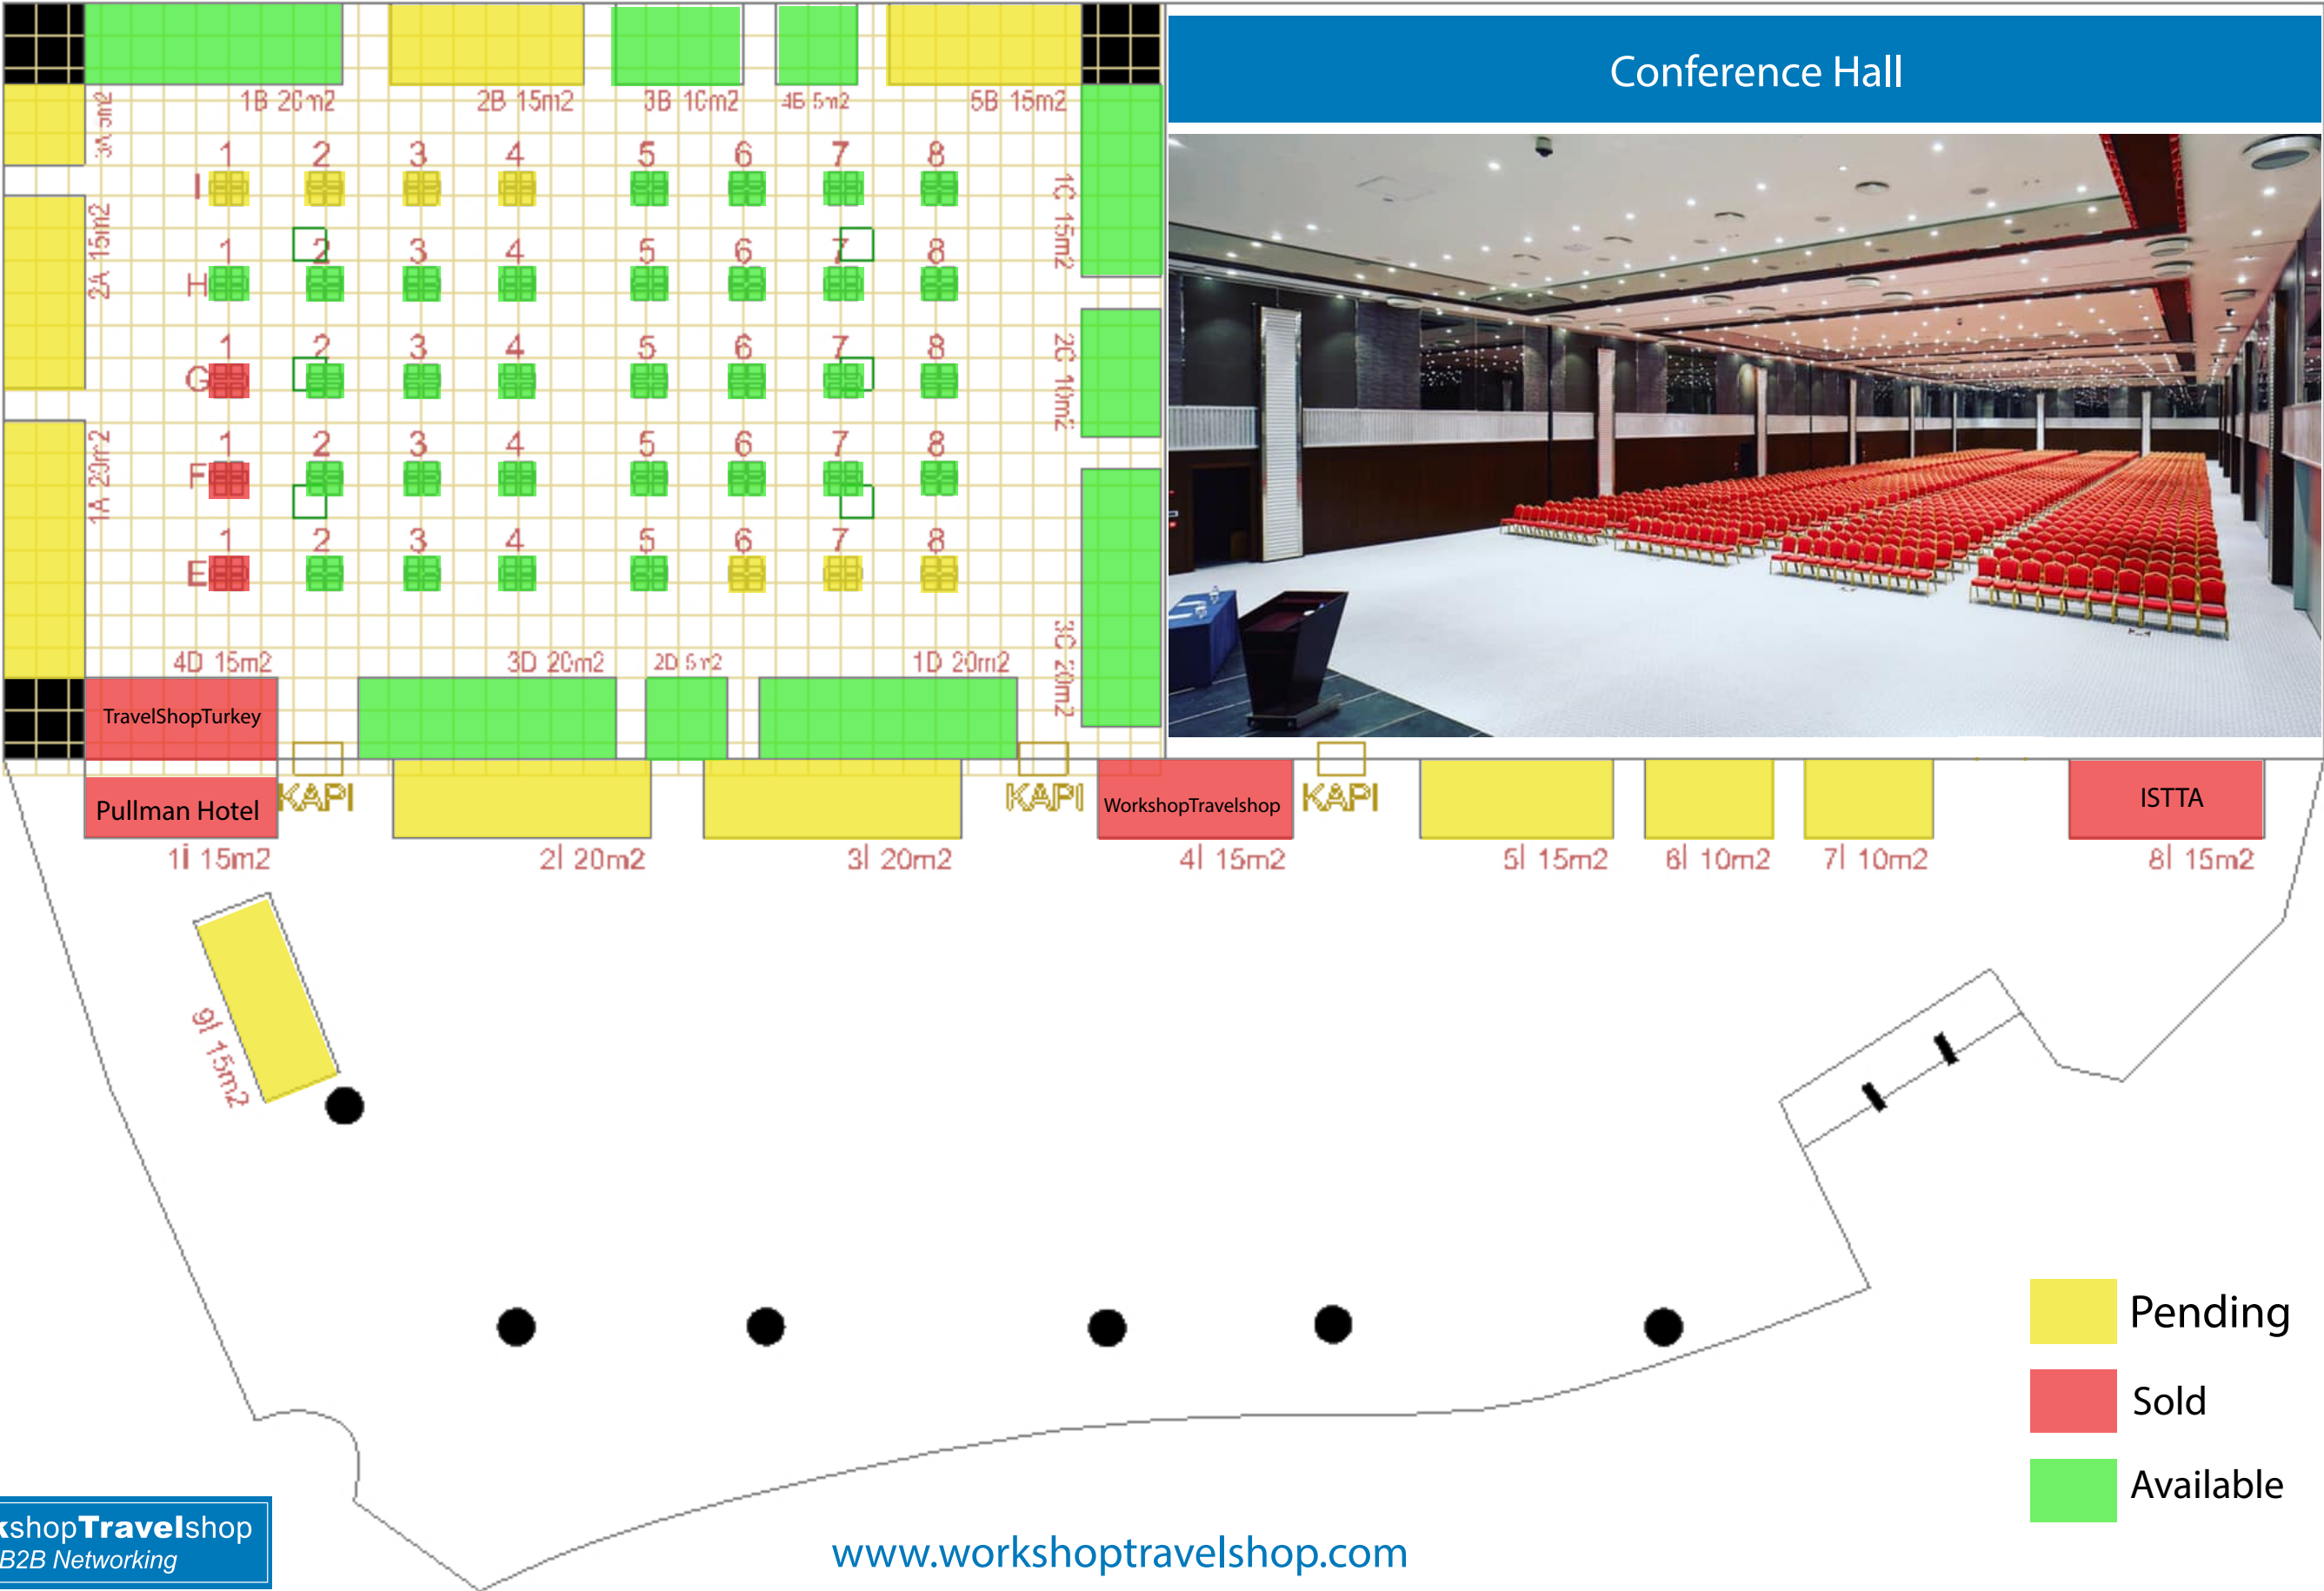 Conference Hall
1B 20m2
2B 15m2
3B 10m2
4B 5m2
5B 15m2
3A 5m2
1 2 3 4 5 6 7 8
I
1C 15m2
2A 15m2
1 2 3 4 5 6 7 8
H
1 2 3 4 5 6 7 8
G
2C 10m2
1 2 3 4 5 6 7 8
F
1A 20m2
1 2 3 4 5 6 7 8
E
3C 20m2
4D 15m2
3D 20m2
2D 5m2
1D 20m2
TravelShopTurkey
Pullman Hotel
KAPI
KAPI
WorkshopTravelshop
KAPI
ISTTA
1İ 15m2
2I 20m2
3I 20m2
4I 15m2
5I 15m2
6I 10m2
7I 10m2
8I 15m2
9I 15m2
Pending
Sold
Available
kshopTravelshop
B2B Networking
www.workshoptravelshop.com